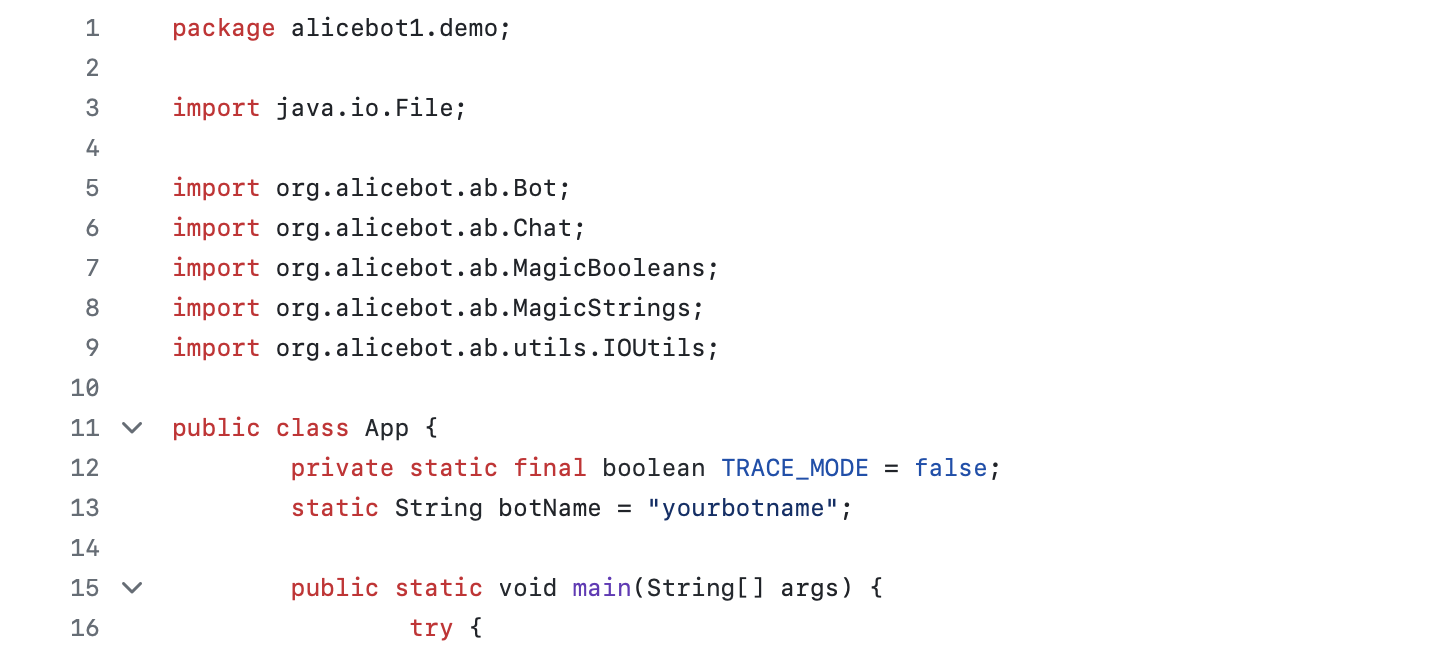 1 package alicebot1.demo;
2
3 import java.io.File;
4
5 import org.alicebot.ab.Bot;
6 import org.alicebot.ab.Chat;
7 import org.alicebot.ab.MagicBooleans;
8 import org.alicebot.ab.MagicStrings;
9 import org.alicebot.ab.utils.IOUtils;
10
11 public class App {
12 private static final boolean TRACE_MODE = false;
13 static String botName = "yourbotname";
14
15 public static void main(String[] args) {
16 try {